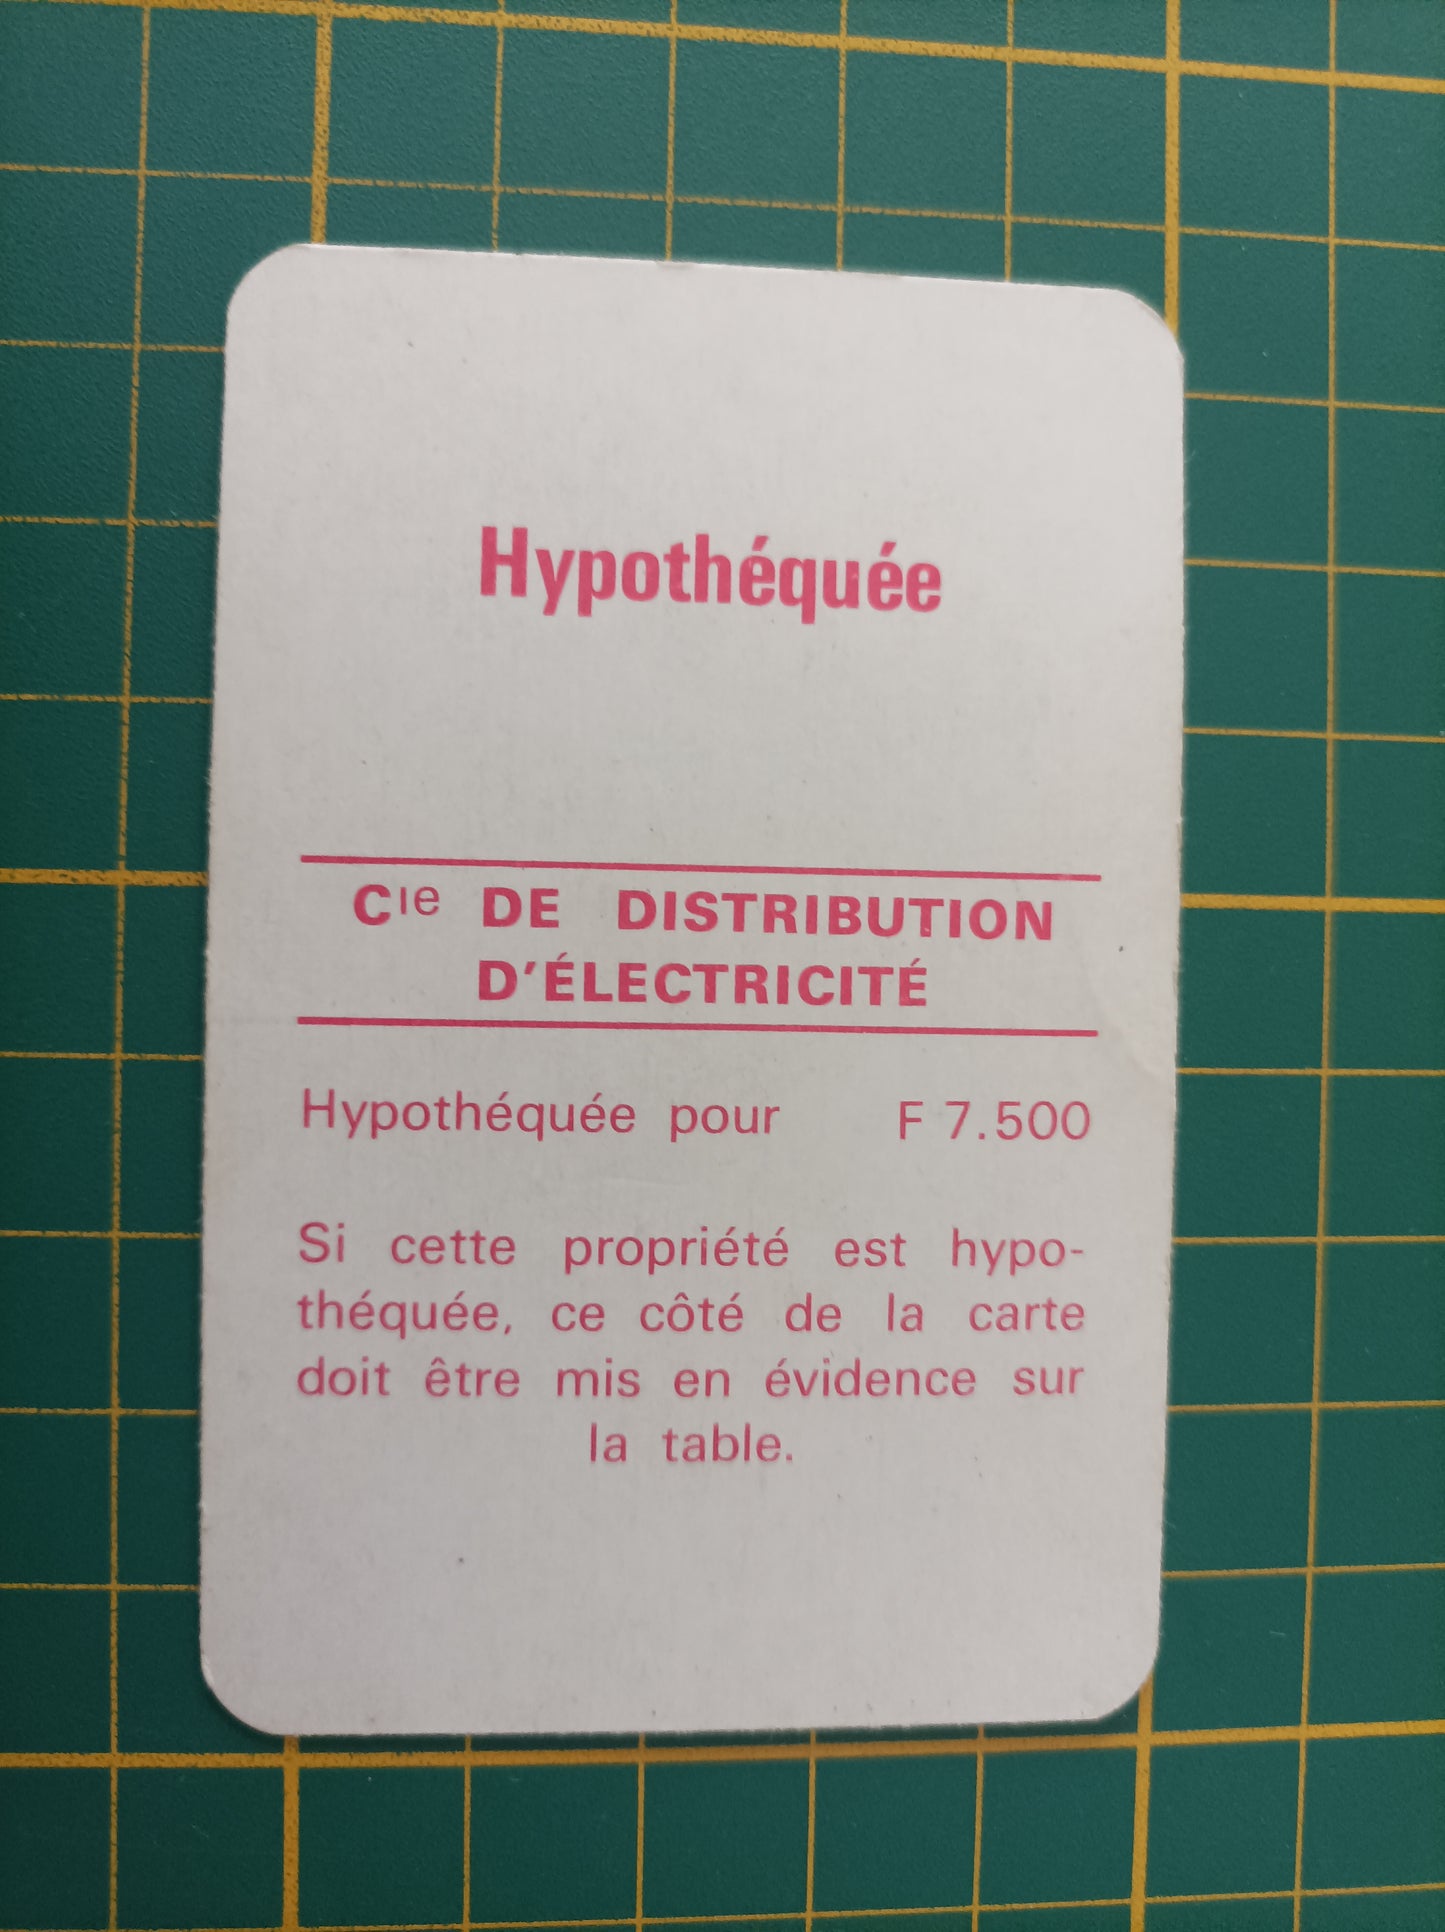 Hypothéquée
Cie DE DISTRIBUTION
D'ÉLECTRICITÉ
Hypothéquée pour F 7.500
Si cette propriété est hypo-
théquée, ce côté de la carte
doit être mis en évidence sur
la table.